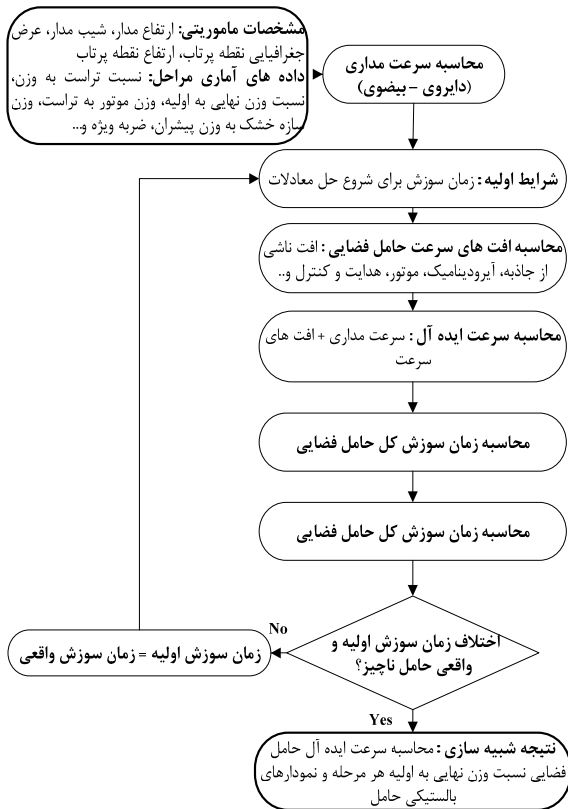 مشخصات ماموریتی: ارتفاع مدار، شیب مدار، عرض
جغرافیایی نقطه پرتاب، ارتفاع نقطه پرتاب
داده های آماری مراحل: نسبت تراست به وزن،
نسبت وزن نهایی به اولیه، وزن موتور به تراست، وزن
سازه خشک به وزن پیشران، ضربه ویژه و...
محاسبه سرعت مداری
(دایروی - بیضوی)
شرایط اولیه: زمان سوزش برای شروع حل معادلات
محاسبه افت های سرعت حامل فضایی: افت ناشی
از جاذبه، آیرودینامیک، موتور، هدایت و کنترل و..
محاسبه سرعت ایده آل: سرعت مداری + افت های
سرعت
محاسبه زمان سوزش کل حامل فضایی
محاسبه زمان سوزش کل حامل فضایی
اختلاف زمان سوزش اولیه و
واقعی حامل ناچیز؟
No
زمان سوزش اولیه = زمان سوزش واقعی
Yes
نتیجه شبیه سازی: محاسبه سرعت ایده آل حامل
فضایی نسبت وزن نهایی به اولیه هر مرحله و نمودارهای
بالستیکی حامل